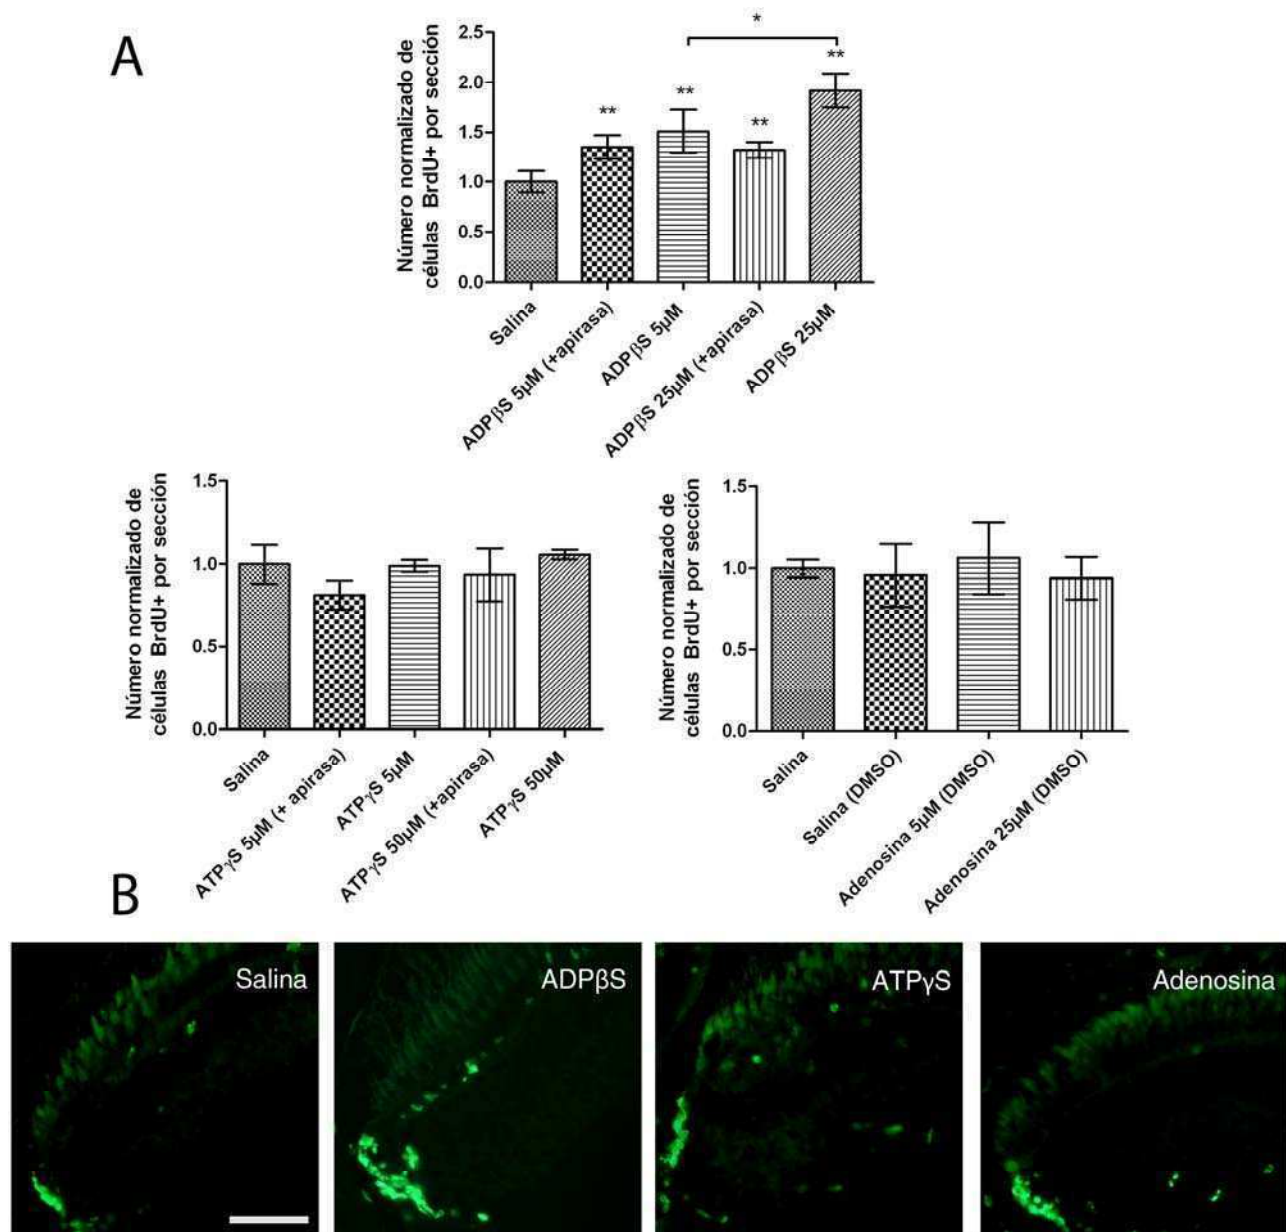 A
Número normalizado de
células BrdU+ por sección
2.5
2.0
1.5
1.0
0.5
0.0
*
**
**
**
**
Salina
ADPβS 5µM (+apirasa)
ADPβS 5µM
ADPβS 25µM (+apirasa)
ADPβS 25µM
Número normalizado de
células BrdU+ por sección
1.5
1.0
0.5
0.0
Salina
ATPγS 5µM (+ apirasa)
ATPγS 5µM
ATPγS 50µM (+apirasa)
ATPγS 50µM
Número normalizado de
células BrdU+ por sección
1.5
1.0
0.5
0.0
Salina
Salina (DMSO)
Adenosina 5µM (DMSO)
Adenosina 25µM (DMSO)
B
Salina
ADPβS
ATPγS
Adenosina